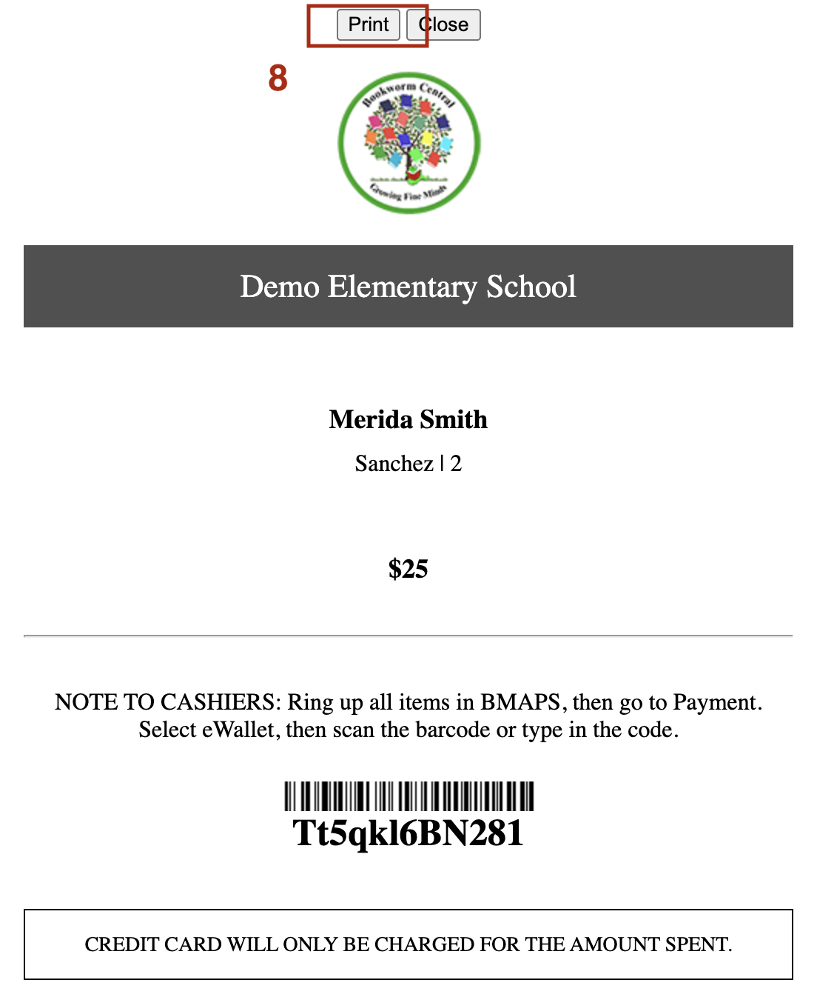 Print Close
8
Bookworm Central
Growing Fine Minds
Demo Elementary School
Merida Smith
Sanchez | 2
$25
NOTE TO CASHIERS: Ring up all items in BMAPS, then go to Payment.
Select eWallet, then scan the barcode or type in the code.
Tt5qkl6BN281
CREDIT CARD WILL ONLY BE CHARGED FOR THE AMOUNT SPENT.